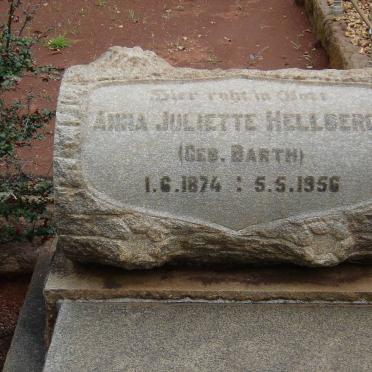 Hier ruht in Gott
ANNA JULIETTE HELLBERG
(GEB. BARTH)
1.6.1874 : 5.5.1956